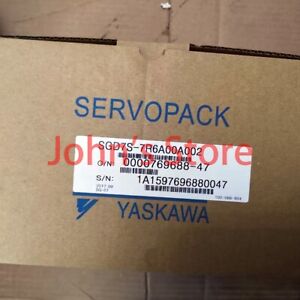 SERVOPACK
SGD7S-7R6A00A002
O/N: 0000769688-47
S/N: 1A1597696880047
YASKAWA
John's Store